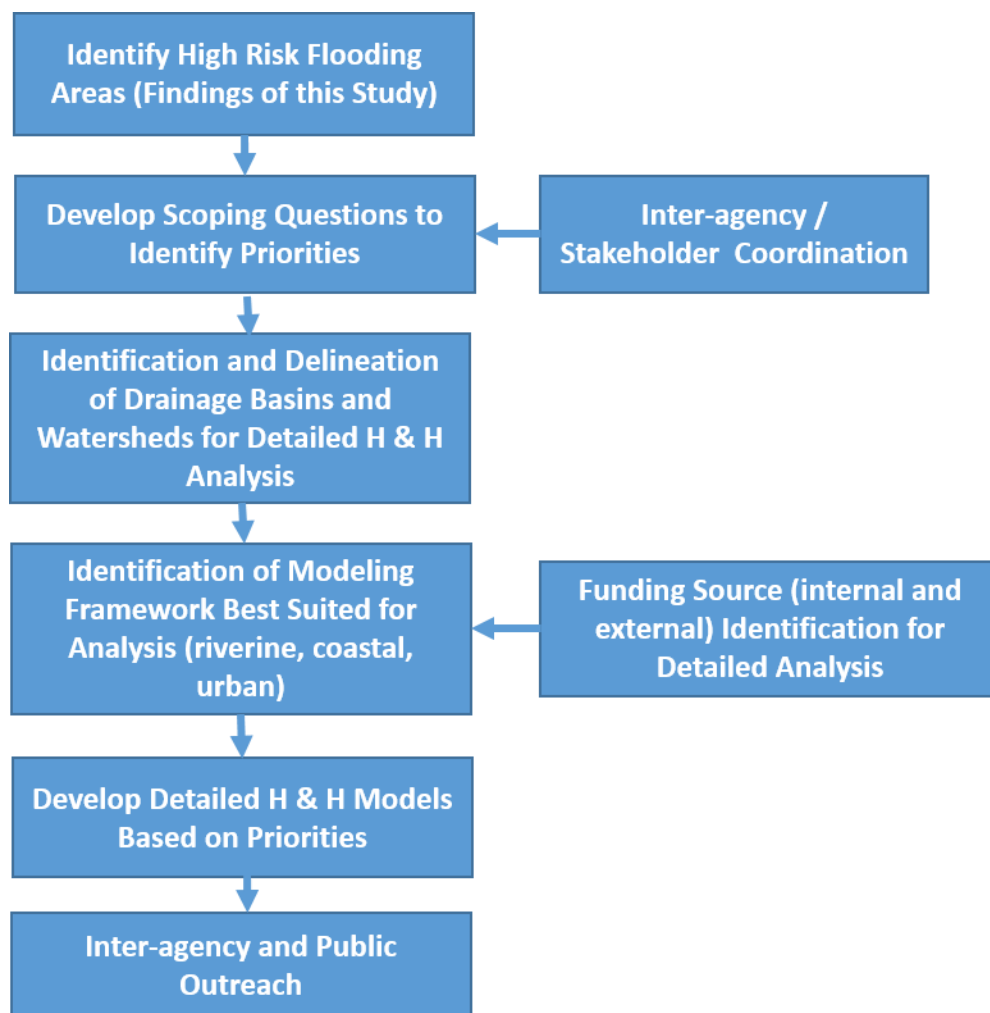 Identify High Risk Flooding
Areas (Findings of this Study)
Develop Scoping Questions to
Identify Priorities
Inter-agency /
Stakeholder Coordination
Identification and Delineation
of Drainage Basins and
Watersheds for Detailed H & H
Analysis
Identification of Modeling
Framework Best Suited for
Analysis (riverine, coastal,
urban)
Funding Source (internal and
external) Identification for
Detailed Analysis
Develop Detailed H & H Models
Based on Priorities
Inter-agency and Public
Outreach